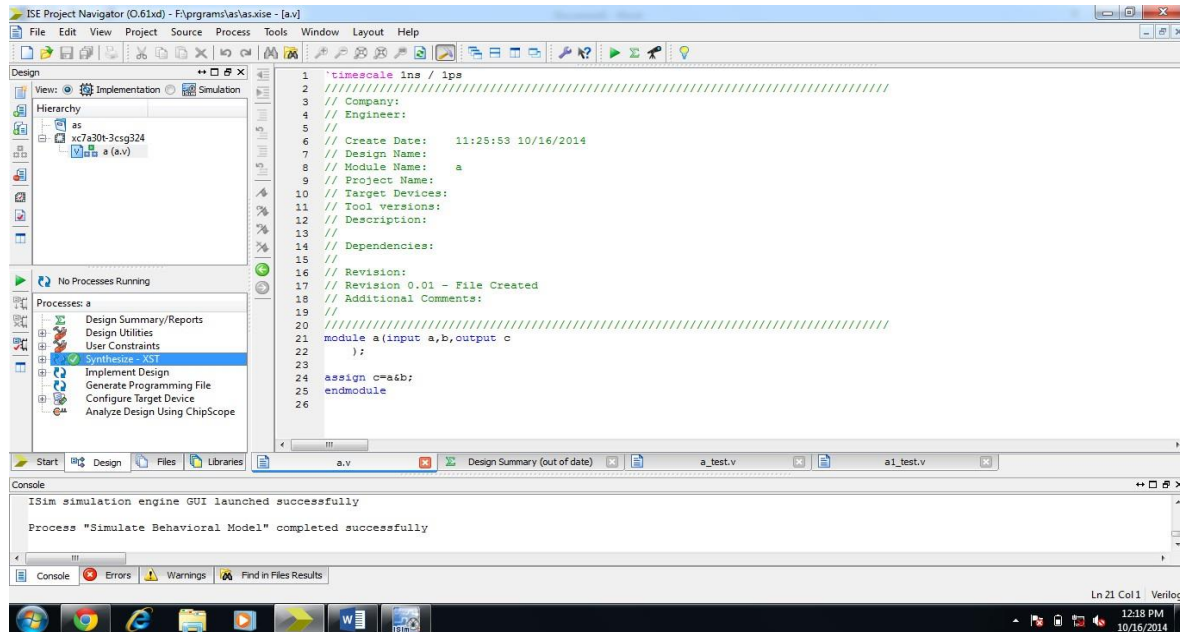 ISE Project Navigator (O.61xd) - F:\prgrams\as\as.xise - [a.v]
File Edit View Project Source Process Tools Window Layout Help
Design
View: Implementation Simulation
Hierarchy
as
xc7a30t-3csg324
a (a.v)
No Processes Running
Processes: a
Design Summary/Reports
Design Utilities
User Constraints
Synthesize - XST
Implement Design
Generate Programming File
Configure Target Device
Analyze Design Using ChipScope
Start Design Files Libraries
1 `timescale 1ns / 1ps
2 //////////////////////////////////////////////////////////////////////////////////
3 // Company:
4 // Engineer:
5 //
6 // Create Date: 11:25:53 10/16/2014
7 // Design Name:
8 // Module Name: a
9 // Project Name:
10 // Target Devices:
11 // Tool versions:
12 // Description:
13 //
14 // Dependencies:
15 //
16 // Revision:
17 // Revision 0.01 - File Created
18 // Additional Comments:
19 //
20 //////////////////////////////////////////////////////////////////////////////////
21 module a(input a,b,output c
22 );
23
24 assign c=a&b;
25 endmodule
26
a.v Design Summary (out of date) a_test.v a1_test.v
Console
ISim simulation engine GUI launched successfully
Process "Simulate Behavioral Model" completed successfully
Console Errors Warnings Find in Files Results
Ln 21 Col 1 Verilog
12:18 PM
10/16/2014